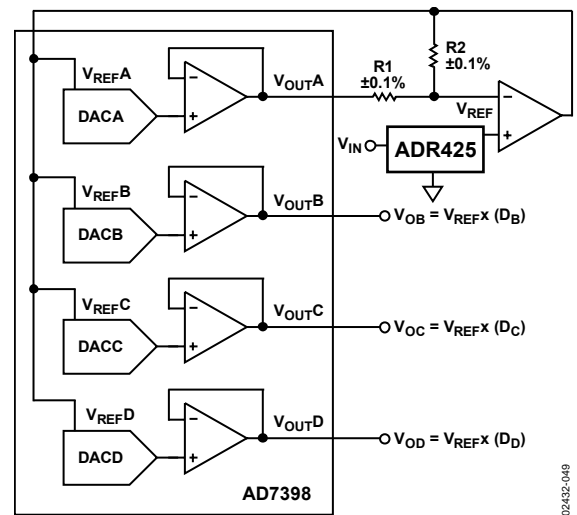 R2
±0.1%
R1
±0.1%
VREFA
VOUTA
DACA
–
+
VREF
–
+
VIN
ADR425
VREFB
VOUTB
DACB
–
+
VOB = VREF x (DB)
VREFC
VOUTC
DACC
–
+
VOC = VREF x (DC)
VREFD
VOUTD
DACD
–
+
VOD = VREF x (DD)
AD7398
02432-049